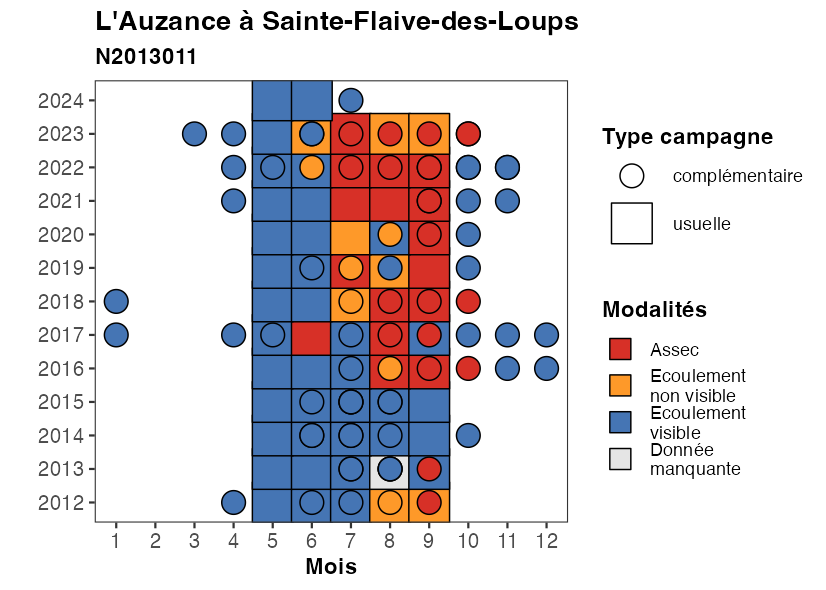 L'Auzance à Sainte-Flaive-des-Loups
N2013011
2024
2023
2022
2021
2020
2019
2018
2017
2016
2015
2014
2013
2012
1 2 3 4 5 6 7 8 9 10 11 12
Mois
Type campagne
complémentaire
usuelle
Modalités
Assec
Ecoulement
non visible
Ecoulement
visible
Donnée
manquante